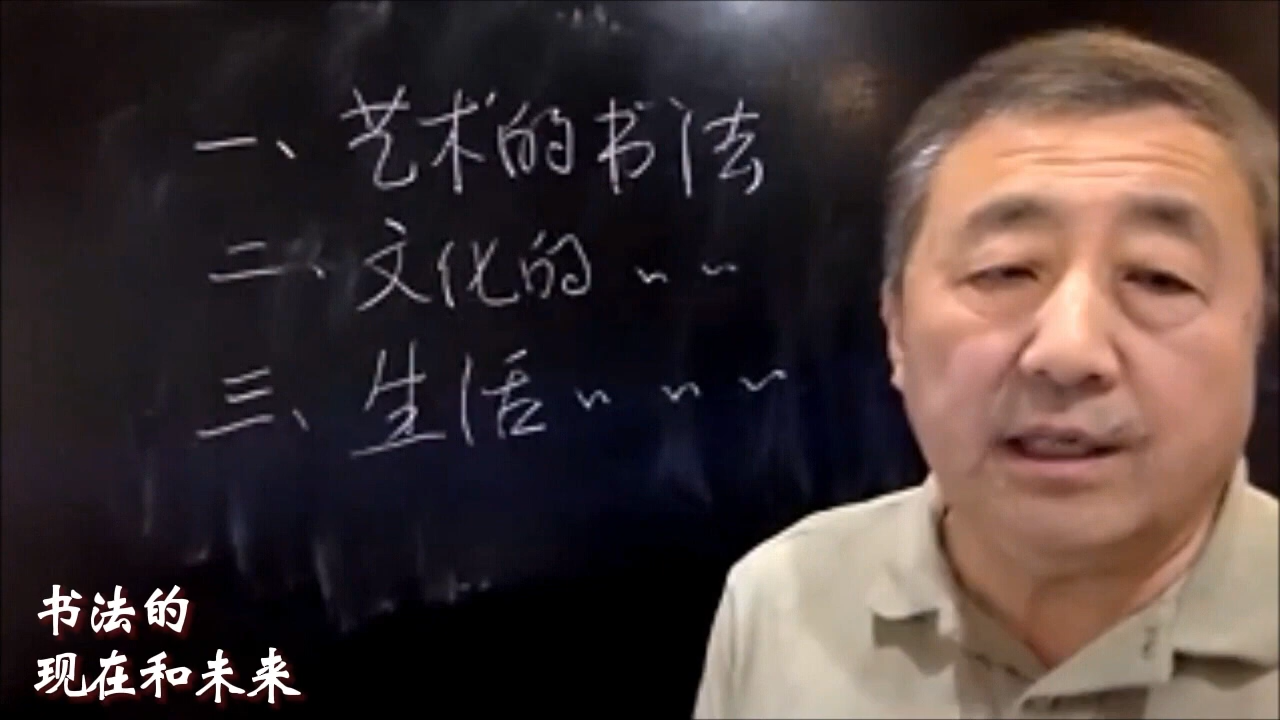 一、艺术的书法
二、文化的〃〃
三、生活〃〃〃
书法的
现在和未来